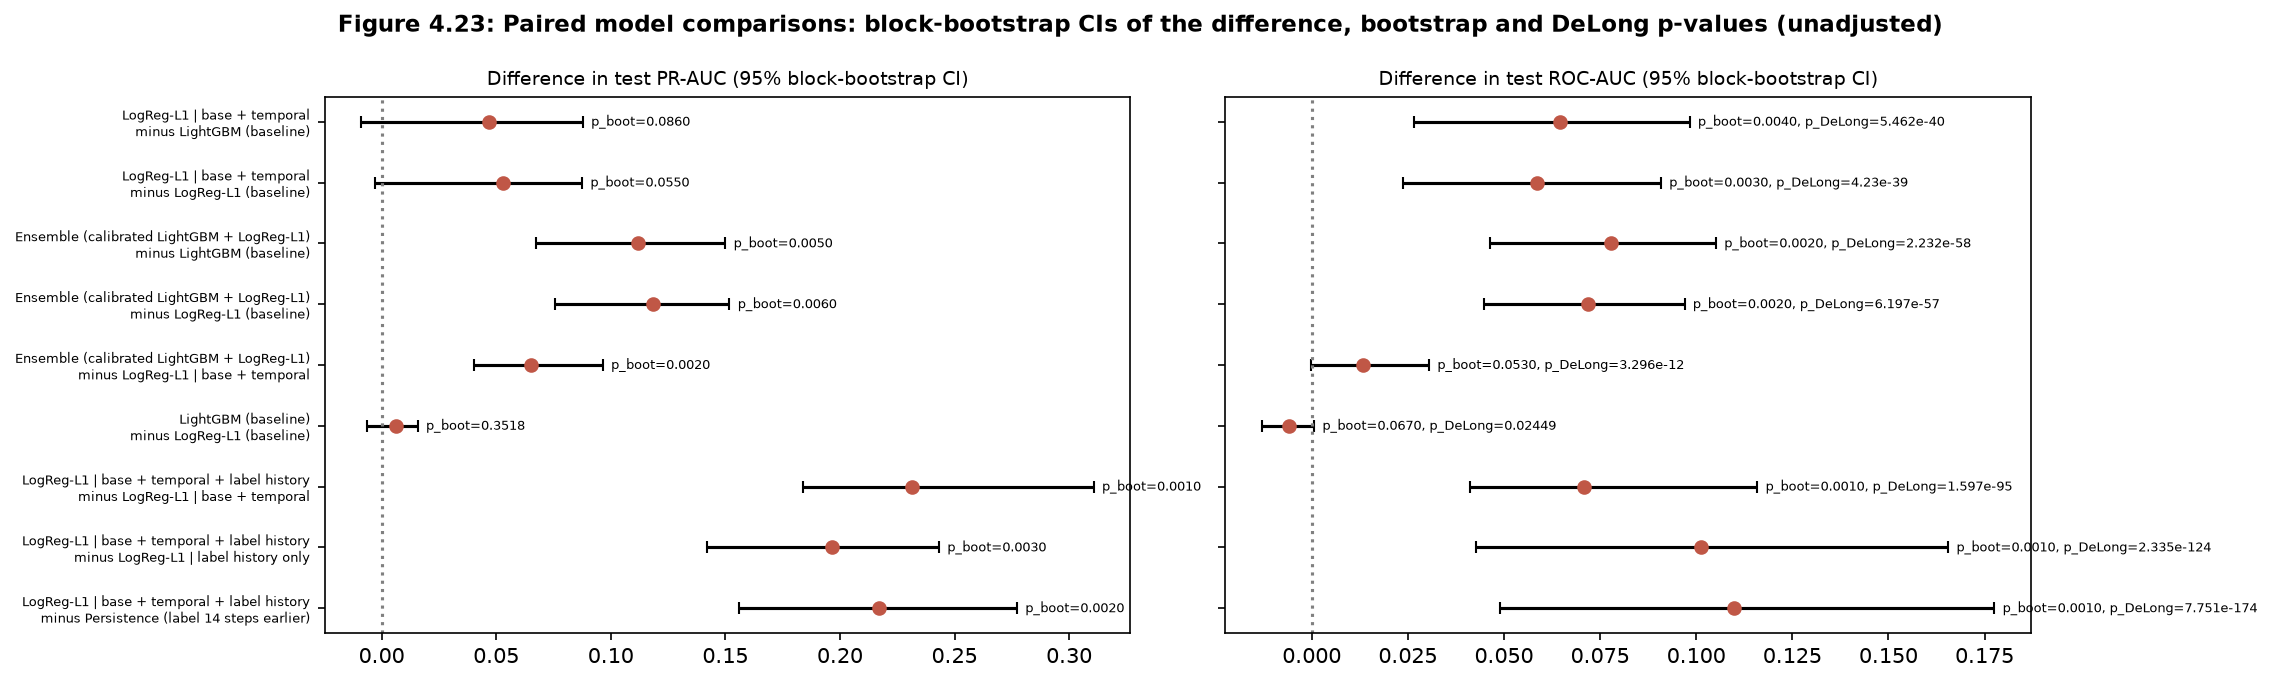 Figure 4.23: Paired model comparisons: block-bootstrap CIs of the difference, bootstrap and DeLong p-values (unadjusted)
Difference in test PR-AUC (95% block-bootstrap CI)
LogReg-L1 | base + temporal
minus LightGBM (baseline)
p_boot=0.0860
LogReg-L1 | base + temporal
minus LogReg-L1 (baseline)
p_boot=0.0550
Ensemble (calibrated LightGBM + LogReg-L1)
minus LightGBM (baseline)
p_boot=0.0050
Ensemble (calibrated LightGBM + LogReg-L1)
minus LogReg-L1 (baseline)
p_boot=0.0060
Ensemble (calibrated LightGBM + LogReg-L1)
minus LogReg-L1 | base + temporal
p_boot=0.0020
LightGBM (baseline)
minus LogReg-L1 (baseline)
p_boot=0.3518
LogReg-L1 | base + temporal + label history
minus LogReg-L1 | base + temporal
p_boot=0.0010
LogReg-L1 | base + temporal + label history
minus LogReg-L1 | label history only
p_boot=0.0030
LogReg-L1 | base + temporal + label history
minus Persistence (label 14 steps earlier)
p_boot=0.0020
0.00 0.05 0.10 0.15 0.20 0.25 0.30
Difference in test ROC-AUC (95% block-bootstrap CI)
p_boot=0.0040, p_DeLong=5.462e-40
p_boot=0.0030, p_DeLong=4.23e-39
p_boot=0.0020, p_DeLong=2.232e-58
p_boot=0.0020, p_DeLong=6.197e-57
p_boot=0.0530, p_DeLong=3.296e-12
p_boot=0.0670, p_DeLong=0.02449
p_boot=0.0010, p_DeLong=1.597e-95
p_boot=0.0010, p_DeLong=2.335e-124
p_boot=0.0010, p_DeLong=7.751e-174
0.000 0.025 0.050 0.075 0.100 0.125 0.150 0.175